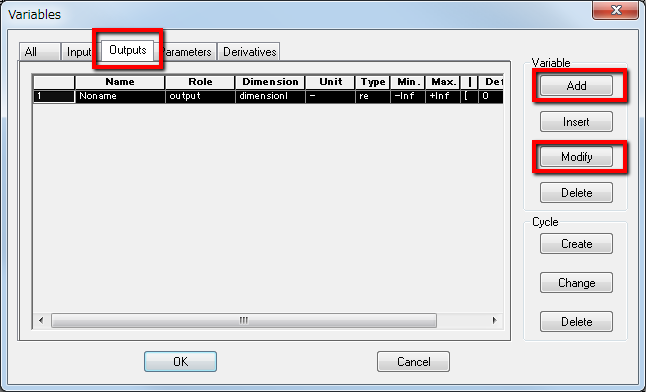 Variables
All Input Outputs arameters Derivatives
Name Role Dimension Unit Type Min. Max. [ Def
1 Noname output dimensionl - re -Inf +Inf [ 0
Variable
Add
Insert
Modify
Delete
Cycle
Create
Change
Delete
OK Cancel